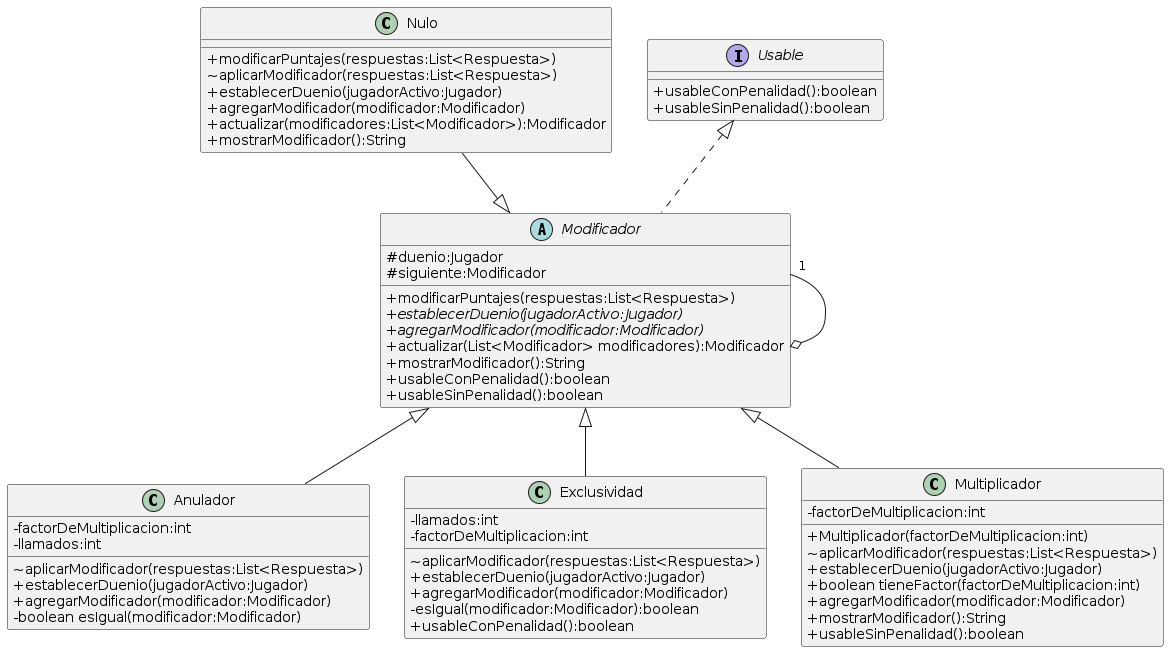 C Nulo
+modificarPuntajes(respuestas:List<Respuesta>)
~aplicarModificador(respuestas:List<Respuesta>)
+establecerDuenio(jugadorActivo:Jugador)
+agregarModificador(modificador:Modificador)
+actualizar(modificadores:List<Modificador>):Modificador
+mostrarModificador():String
I Usable
+usableConPenalidad():boolean
+usableSinPenalidad():boolean
A Modificador
#duenio:Jugador
#siguiente:Modificador
+modificarPuntajes(respuestas:List<Respuesta>)
+establecerDuenio(jugadorActivo:Jugador)
+agregarModificador(modificador:Modificador)
+actualizar(List<Modificador> modificadores):Modificador
+mostrarModificador():String
+usableConPenalidad():boolean
+usableSinPenalidad():boolean
1
C Anulador
-factorDeMultiplicacion:int
-llamados:int
~aplicarModificador(respuestas:List<Respuesta>)
+establecerDuenio(jugadorActivo:Jugador)
+agregarModificador(modificador:Modificador)
-boolean esIgual(modificador:Modificador)
C Exclusividad
-llamados:int
-factorDeMultiplicacion:int
~aplicarModificador(respuestas:List<Respuesta>)
+establecerDuenio(jugadorActivo:Jugador)
+agregarModificador(modificador:Modificador)
-esIgual(modificador:Modificador):boolean
+usableConPenalidad():boolean
C Multiplicador
-factorDeMultiplicacion:int
+Multiplicador(factorDeMultiplicacion:int)
~aplicarModificador(respuestas:List<Respuesta>)
+establecerDuenio(jugadorActivo:Jugador)
+boolean tieneFactor(factorDeMultiplicacion:int)
+agregarModificador(modificador:Modificador)
+mostrarModificador():String
+usableSinPenalidad():boolean